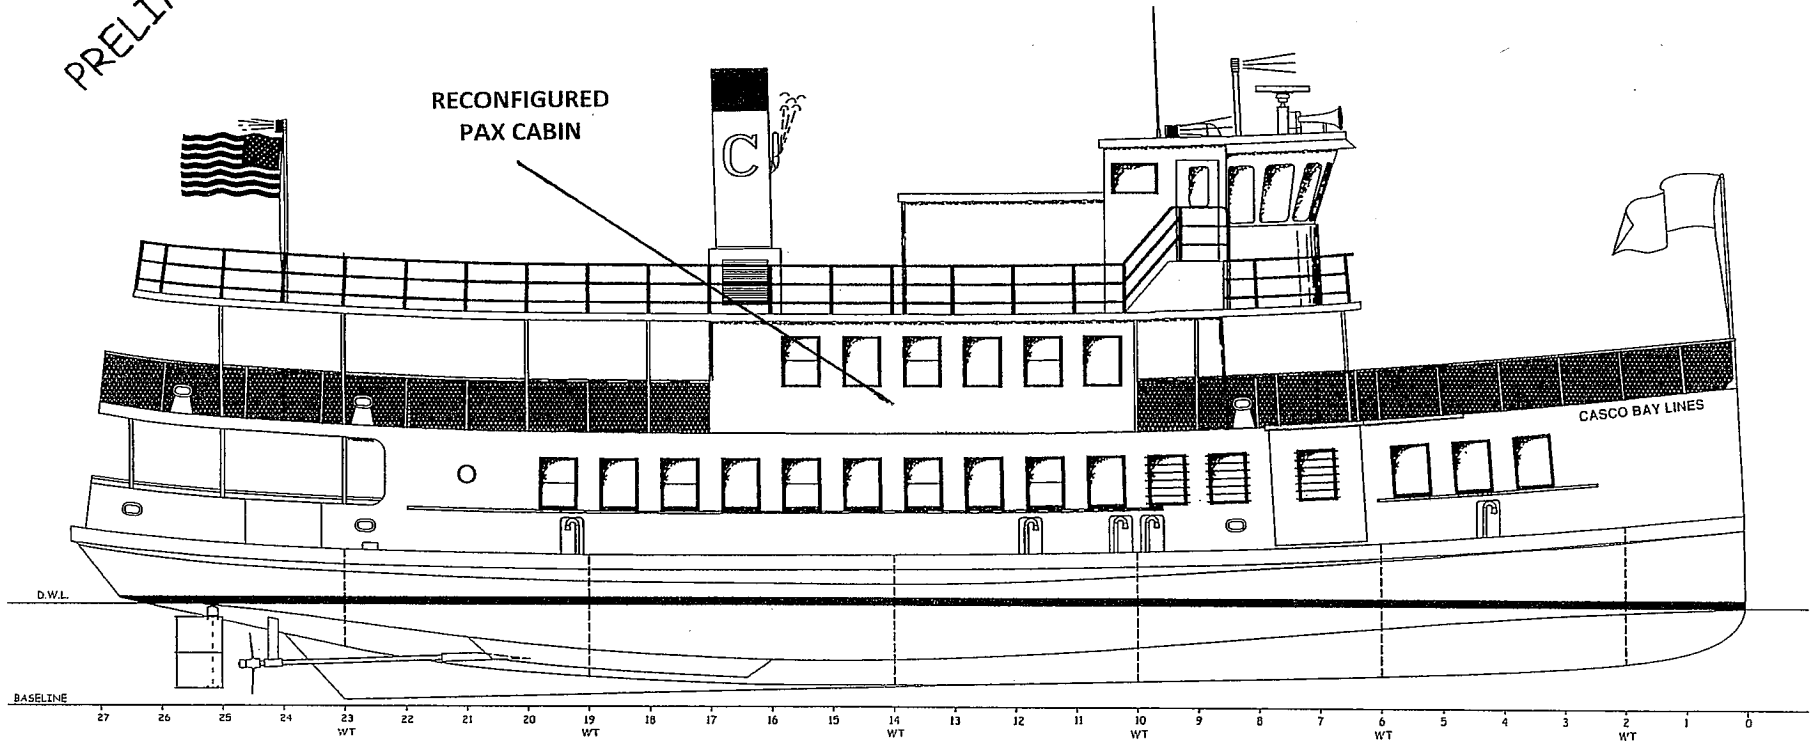 RECONFIGURED
PAX CABIN
C
CASCO BAY LINES
D.W.L.
BASELINE
27 26 25 24 23 22 21 20 19 18 17 16 15 14 13 12 11 10 9 8 7 6 5 4 3 2 1 0
WT WT WT WT WT WT